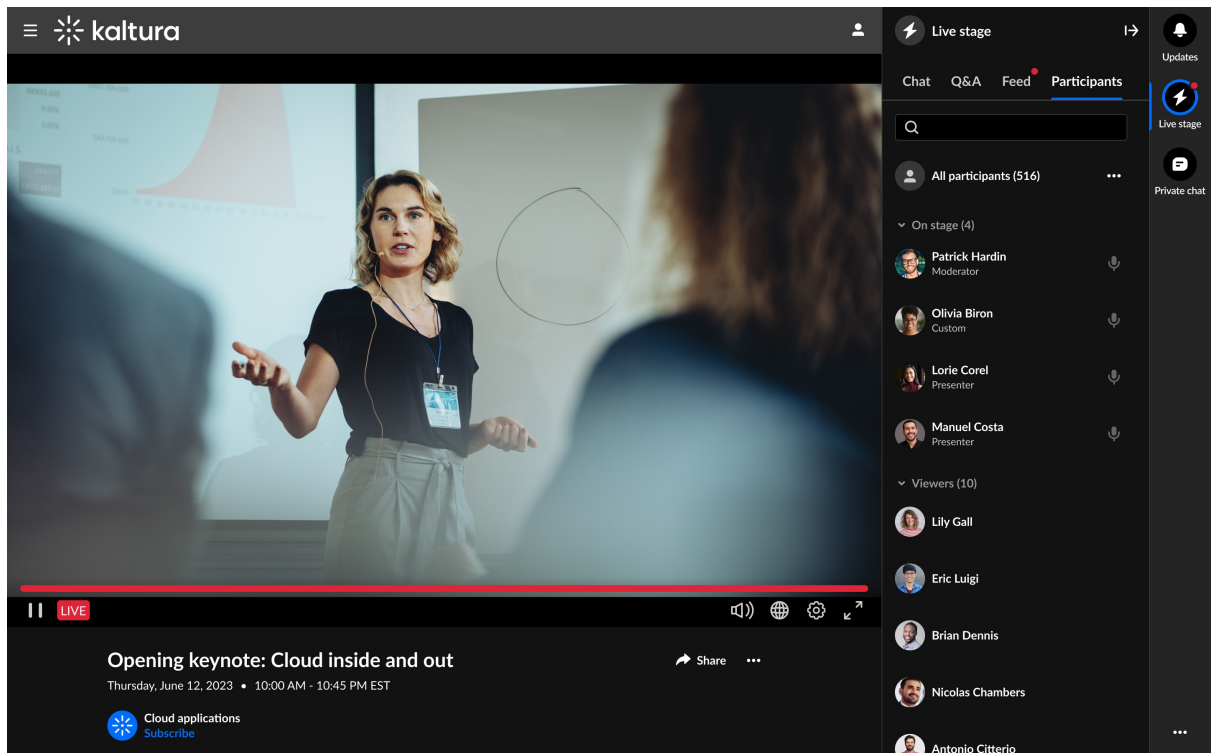 kaltura
Live stage
Updates
Chat Q&A Feed Participants
Live stage
All participants (516)
Private chat
On stage (4)
Patrick Hardin
Moderator
Olivia Biron
Custom
Lorie Corel
Presenter
Manuel Costa
Presenter
Viewers (10)
Lily Gall
Eric Luigi
Brian Dennis
Nicolas Chambers
Antonio Citterio
LIVE
Opening keynote: Cloud inside and out
Share
Thursday, June 12, 2023 • 10:00 AM - 10:45 PM EST
Cloud applications
Subscribe